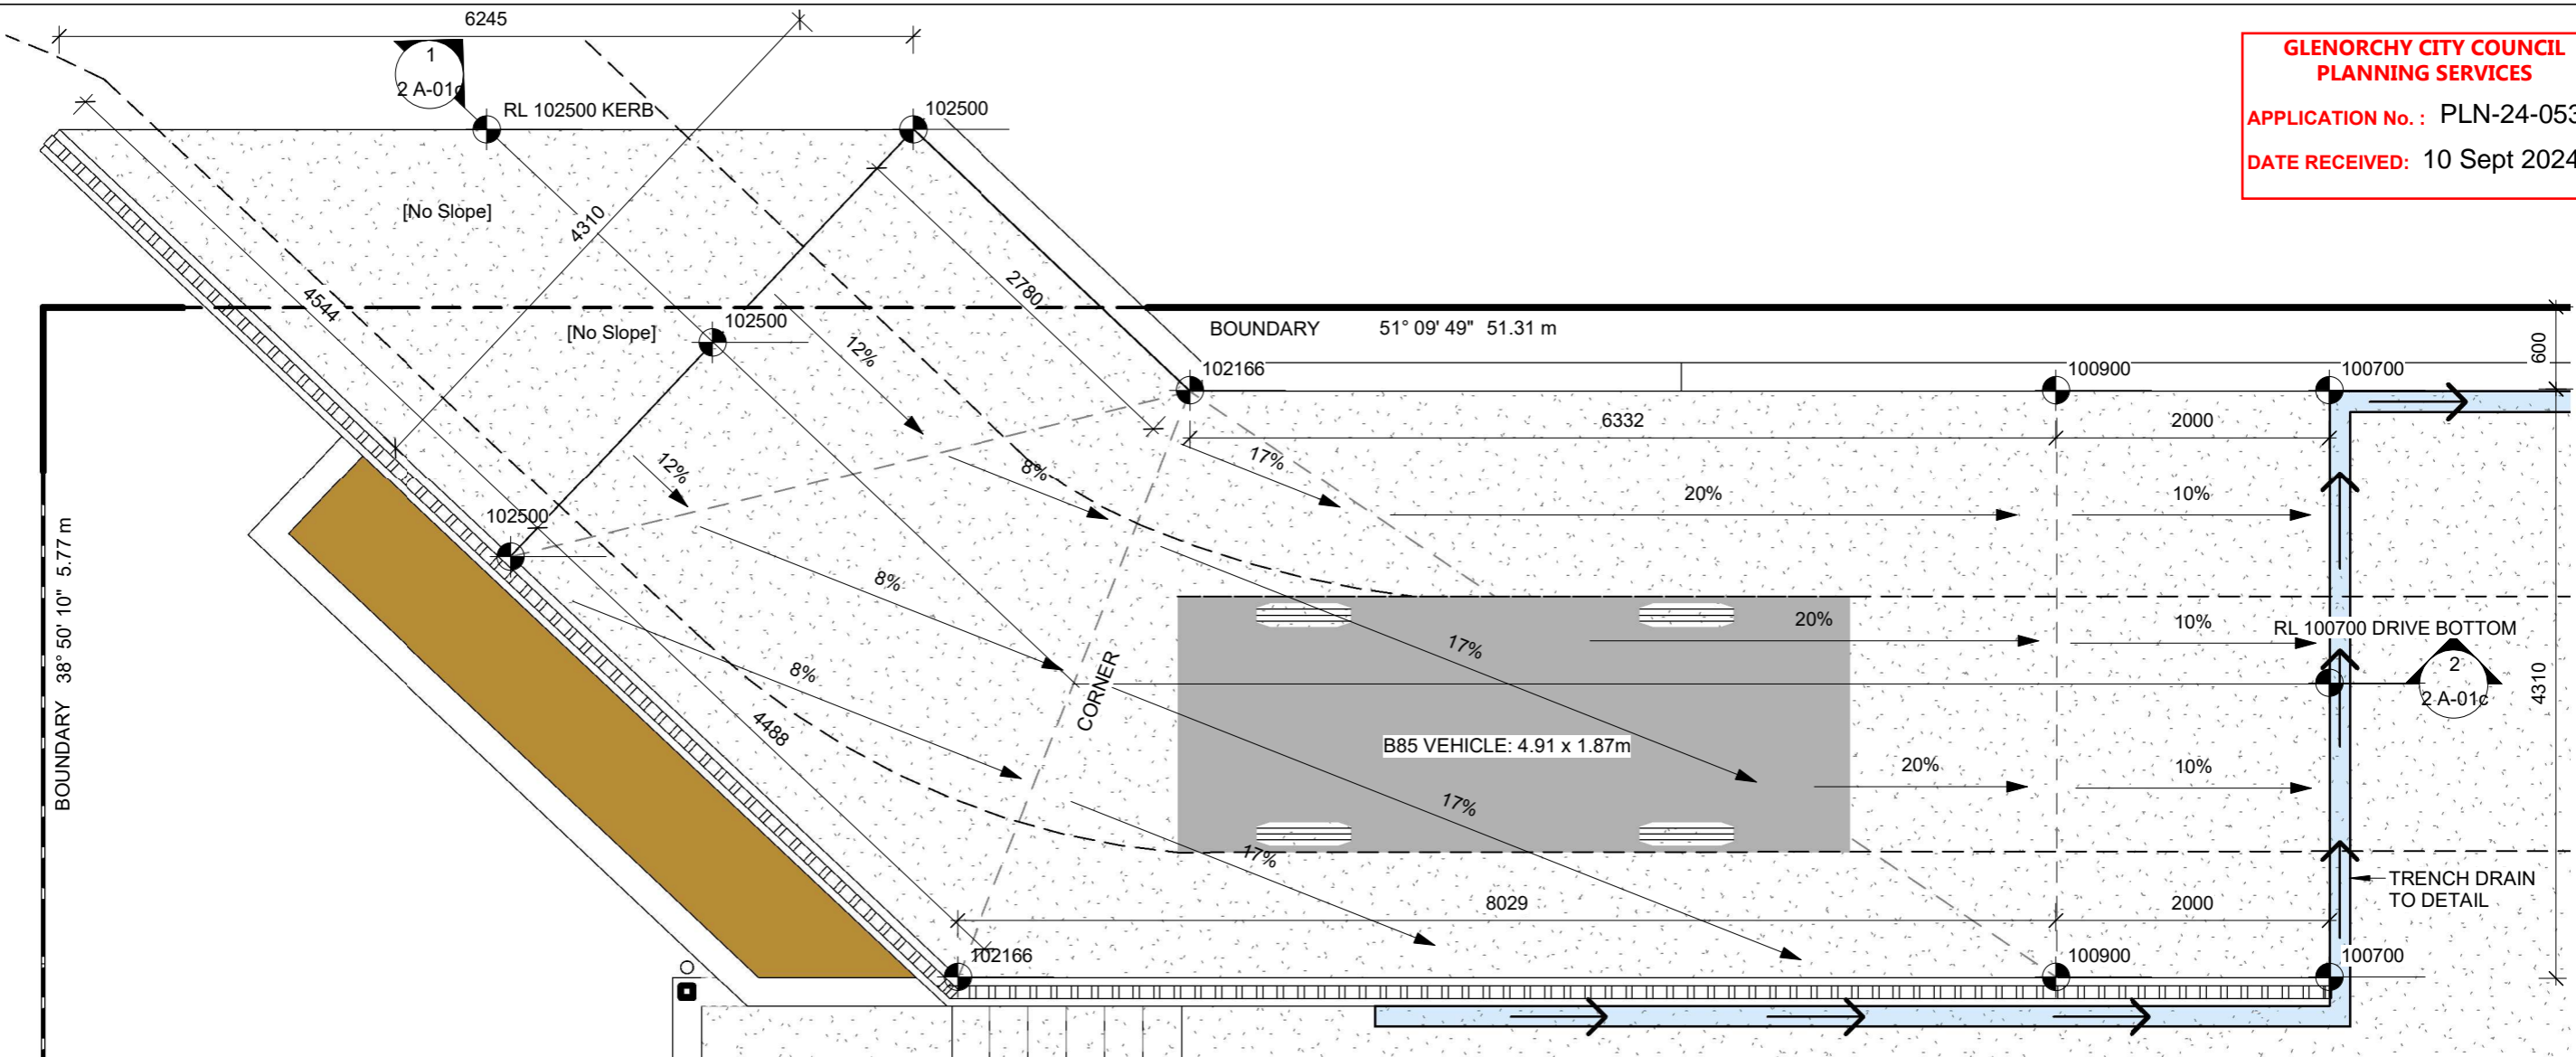 6245
1
2 A-01c
RL 102500 KERB
102500
GLENORCHY CITY COUNCIL
PLANNING SERVICES
APPLICATION No. : PLN-24-053
DATE RECEIVED: 10 Sept 2024
[No Slope]
4310
4544
2780
[No Slope]
102500
12%
BOUNDARY 51° 09' 49" 51.31 m
600
102166
100900
100700
6332
2000
12%
8%
17%
20%
10%
102500
BOUNDARY 38° 50' 10" 5.77 m
8%
20%
10%
RL 100700 DRIVE BOTTOM
2
2 A-01c
4310
8%
17%
CORNER
4488
B85 VEHICLE: 4.91 x 1.87m
20%
10%
17%
17%
TRENCH DRAIN
TO DETAIL
8029
2000
102166
100900
100700